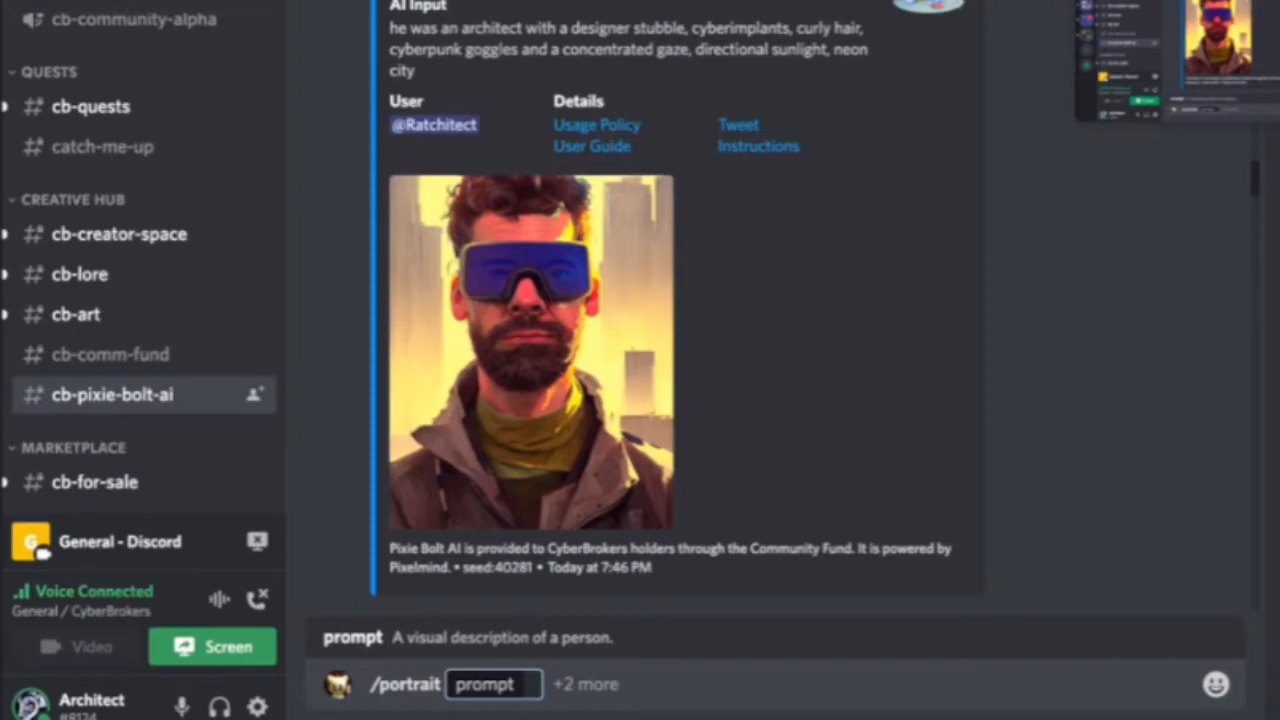 cb-community-alpha
QUESTS
cb-quests
catch-me-up
CREATIVE HUB
cb-creator-space
cb-lore
cb-art
cb-comm-fund
cb-pixie-bolt-ai
MARKETPLACE
cb-for-sale
G
General - Discord
Voice Connected
General / CyberBrokers
Video
Screen
Architect
#8124
AI Input
he was an architect with a designer stubble, cyberimplants, curly hair,
cyberpunk goggles and a concentrated gaze, directional sunlight, neon
city
User Details
@Ratchitect Usage Policy Tweet
User Guide Instructions
Pixie Bolt AI is provided to CyberBrokers holders through the Community Fund. It is powered by
Pixelmind. • seed:40281 • Today at 7:46 PM
prompt A visual description of a person.
/portrait prompt +2 more